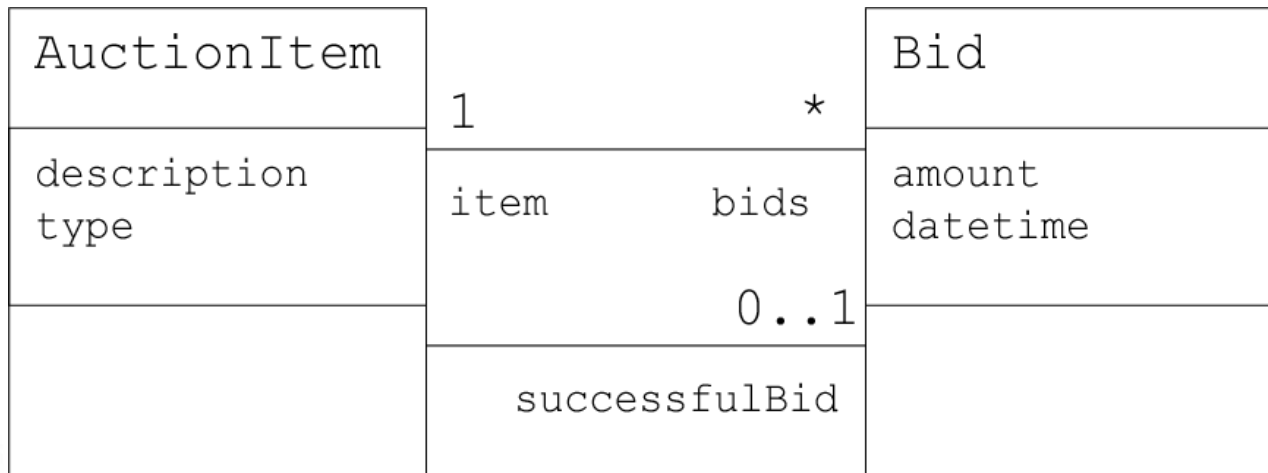 AuctionItem
description
type
1
*
item
bids
0..1
successfulBid
Bid
amount
datetime